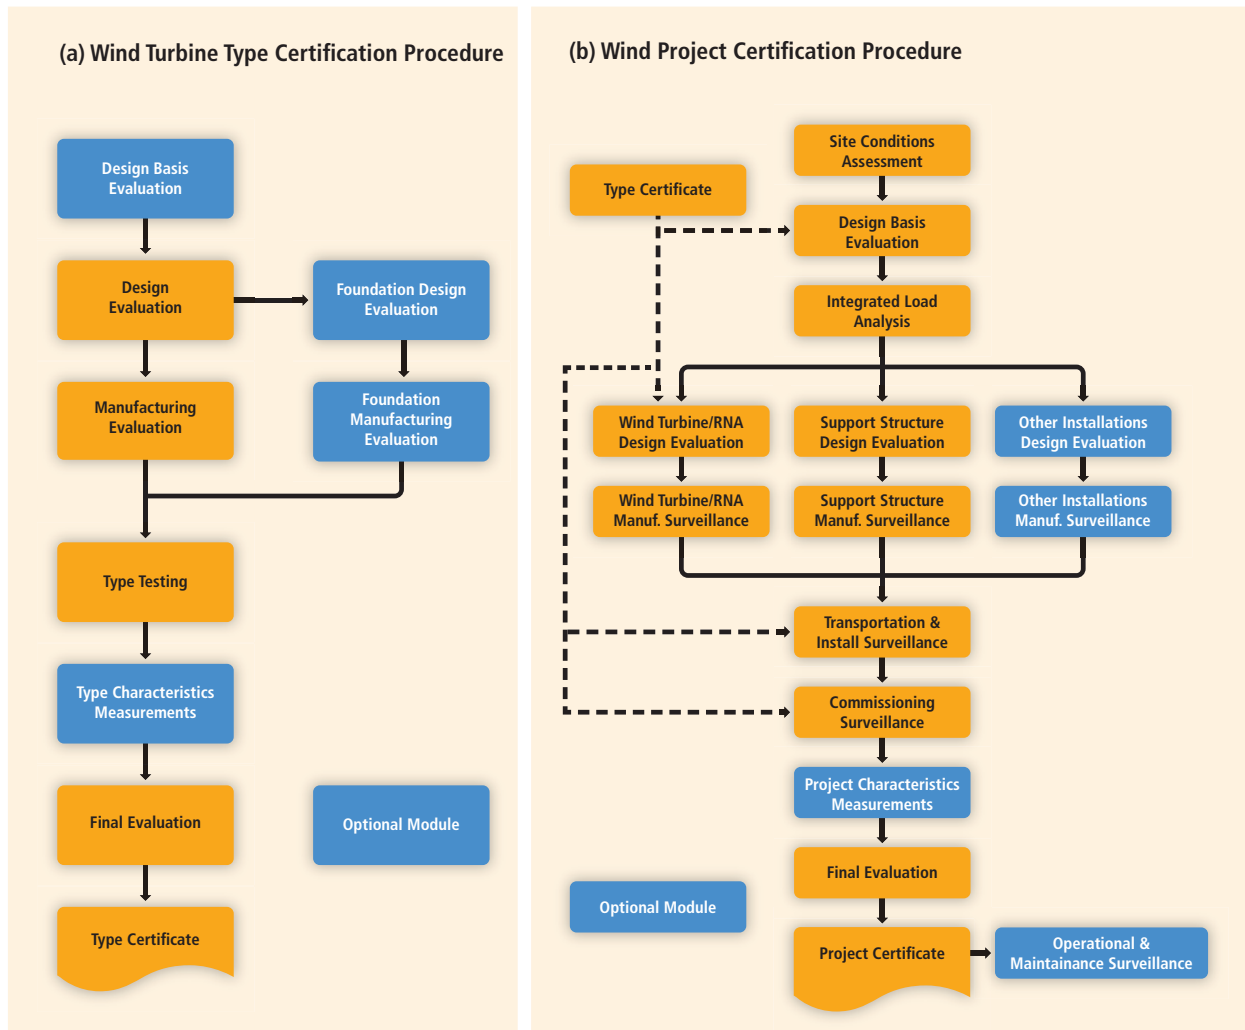 (a) Wind Turbine Type Certification Procedure
Design Basis
Evaluation
Design
Evaluation
Foundation Design
Evaluation
Manufacturing
Evaluation
Foundation
Manufacturing
Evaluation
Type Testing
Type Characteristics
Measurements
Final Evaluation
Optional Module
Type Certificate
(b) Wind Project Certification Procedure
Site Conditions
Assessment
Type Certificate
Design Basis
Evaluation
Integrated Load
Analysis
Wind Turbine/RNA
Design Evaluation
Support Structure
Design Evaluation
Other Installations
Design Evaluation
Wind Turbine/RNA
Manuf. Surveillance
Support Structure
Manuf. Surveillance
Other Installations
Manuf. Surveillance
Transportation &
Install Surveillance
Commissioning
Surveillance
Project Characteristics
Measurements
Final Evaluation
Optional Module
Project Certificate
Operational &
Maintainance Surveillance